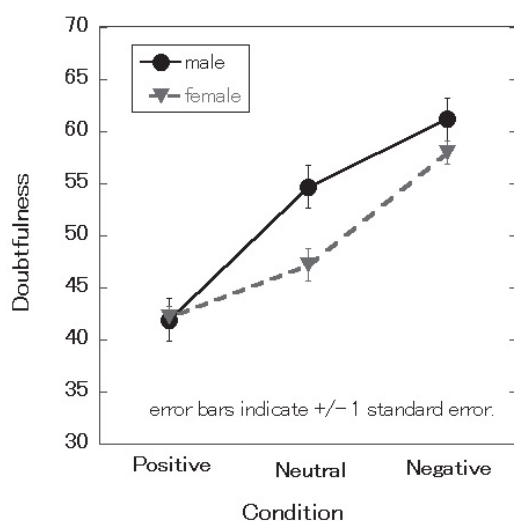 70
65
60
55
50
45
40
35
30
Doubtfulness
male
female
error bars indicate +/- 1 standard error.
Positive Neutral Negative
Condition